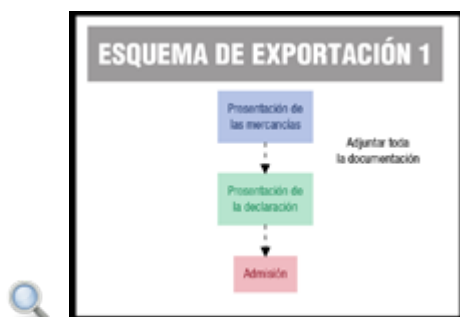 ESQUEMA DE EXPORTACIÓN 1
Presentación de
las mercancías
Adjuntar toda
la documentación
Presentación de
la declaración
Admisión